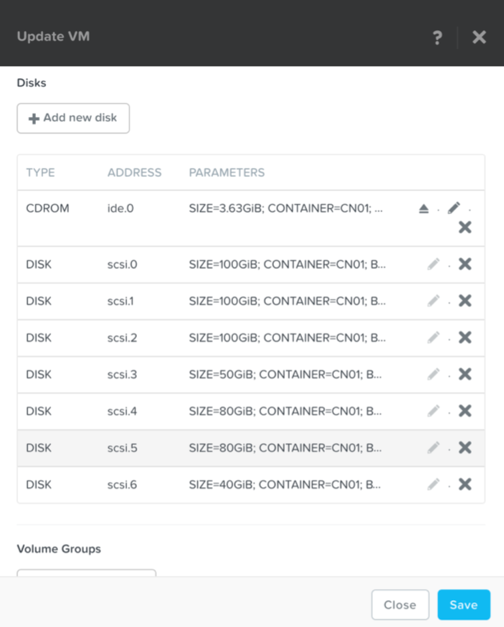 Update VM ? ×
Disks
+ Add new disk
TYPE ADDRESS PARAMETERS
CDROM ide.0 SIZE=3.63GiB; CONTAINER=CN01; ...
DISK scsi.0 SIZE=100GiB; CONTAINER=CN01; B...
DISK scsi.1 SIZE=100GiB; CONTAINER=CN01; B...
DISK scsi.2 SIZE=100GiB; CONTAINER=CN01; B...
DISK scsi.3 SIZE=50GiB; CONTAINER=CN01; B...
DISK scsi.4 SIZE=80GiB; CONTAINER=CN01; B...
DISK scsi.5 SIZE=80GiB; CONTAINER=CN01; B...
DISK scsi.6 SIZE=40GiB; CONTAINER=CN01; B...
Volume Groups
Close Save